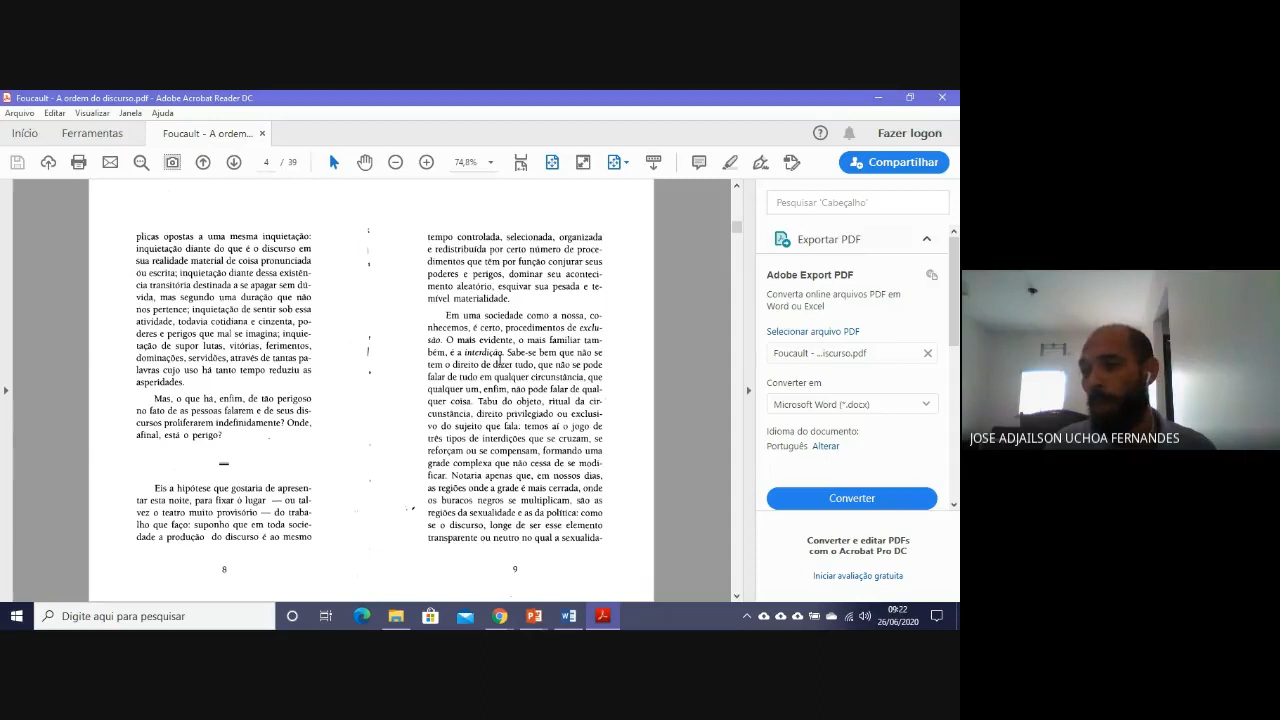 Foucault - A ordem do discurso.pdf - Adobe Acrobat Reader DC
Arquivo Editar Visualizar Janela Ajuda
Início Ferramentas Foucault - A ordem... × Fazer logon
4 / 39 74,8% Compartilhar
plicas opostas a uma mesma inquietação:
inquietação diante do que é o discurso em
sua realidade material de coisa pronunciada
ou escrita; inquietação diante dessa existên-
cia transitória destinada a se apagar sem dú-
vida, mas segundo uma duração que não
nos pertence; inquietação de sentir sob essa
atividade, todavia cotidiana e cinzenta, po-
deres e perigos que mal se imagina; inquie-
tação de supor lutas, vitórias, ferimentos,
dominações, servidões, através de tantas pa-
lavras cujo uso há tanto tempo reduziu as
asperidades.
Mas, o que há, enfim, de tão perigoso
no fato de as pessoas falarem e de seus dis-
cursos proliferarem indefinidamente? Onde,
afinal, está o perigo?
Eis a hipótese que gostaria de apresen-
tar esta noite, para fixar o lugar — ou tal-
vez o teatro muito provisório — do traba-
lho que faço: suponho que em toda socie-
dade a produção do discurso é ao mesmo
8
tempo controlada, selecionada, organizada
e redistribuída por certo número de proce-
dimentos que têm por função conjurar seus
poderes e perigos, dominar seu aconteci-
mento aleatório, esquivar sua pesada e te-
mível materialidade.
Em uma sociedade como a nossa, co-
nhecemos, é certo, procedimentos de exclu-
são. O mais evidente, o mais familiar tam-
bém, é a interdição. Sabe-se bem que não se
tem o direito de dizer tudo, que não se pode
falar de tudo em qualquer circunstância, que
qualquer um, enfim, não pode falar de qual-
quer coisa. Tabu do objeto, ritual da cir-
cunstância, direito privilegiado ou exclusi-
vo do sujeito que fala: temos aí o jogo de
três tipos de interdições que se cruzam, se
reforçam ou se compensam, formando uma
grade complexa que não cessa de se modi-
ficar. Notaria apenas que, em nossos dias,
as regiões onde a grade é mais cerrada, onde
os buracos negros se multiplicam, são as
regiões da sexualidade e as da política: como
se o discurso, longe de ser esse elemento
transparente ou neutro no qual a sexualida-
9
Pesquisar 'Cabeçalho'
Exportar PDF
Adobe Export PDF
Converta online arquivos PDF em
Word ou Excel
Selecionar arquivo PDF
Foucault - ...iscurso.pdf
Converter em
Microsoft Word (*.docx)
Idioma do documento:
Português Alterar
Converter
Converter e editar PDFs
com o Acrobat Pro DC
Iniciar avaliação gratuita
JOSE ADJAILSON UCHOA FERNANDES
Digite aqui para pesquisar
09:22
26/06/2020